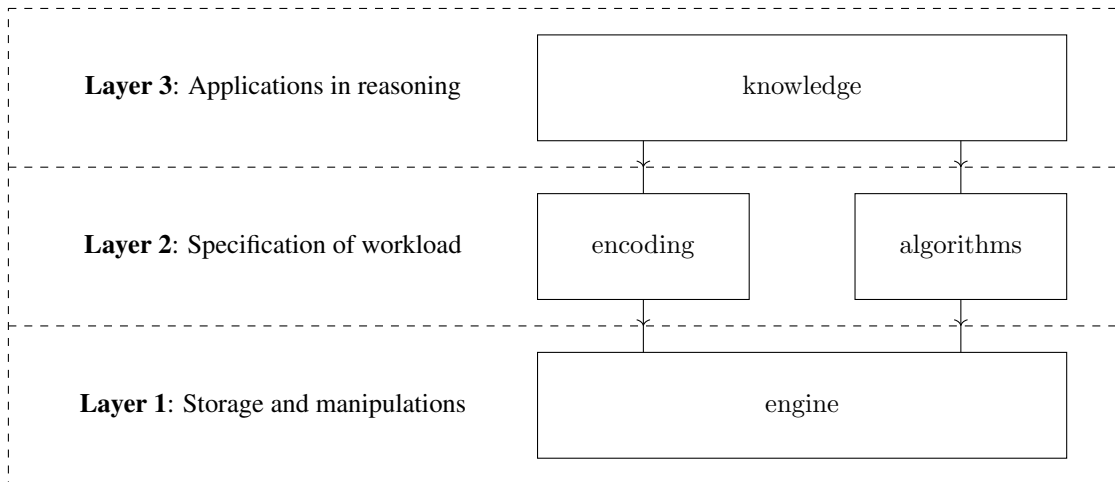 Layer 3: Applications in reasoning
knowledge
Layer 2: Specification of workload
encoding
algorithms
Layer 1: Storage and manipulations
engine